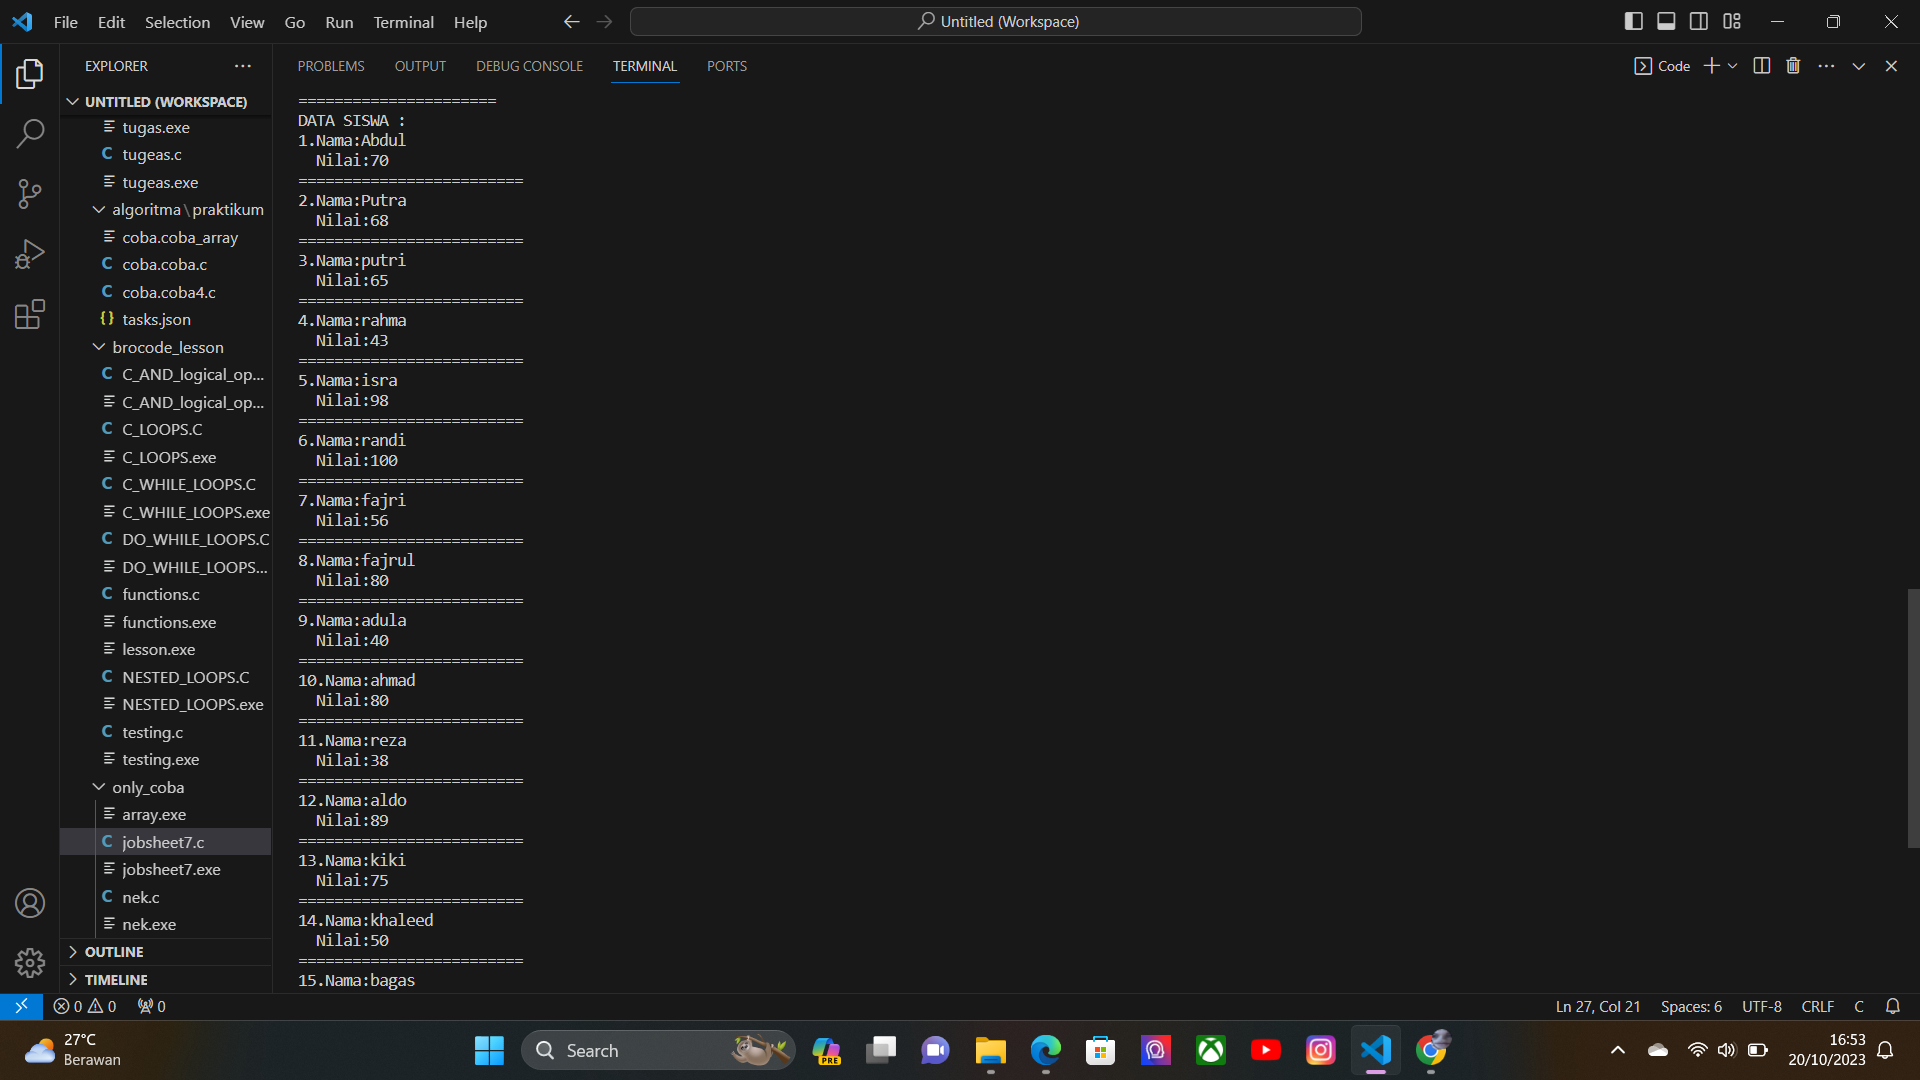 File Edit Selection View Go Run Terminal Help
Untitled (Workspace)
EXPLORER
UNTITLED (WORKSPACE)
tugas.exe
tugeas.c
tugeas.exe
algoritma\praktikum
coba.coba_array
coba.coba.c
coba.coba4.c
tasks.json
brocode_lesson
C_AND_logical_op...
C_AND_logical_op...
C_LOOPS.C
C_LOOPS.exe
C_WHILE_LOOPS.C
C_WHILE_LOOPS.exe
DO_WHILE_LOOPS.C
DO_WHILE_LOOPS...
functions.c
functions.exe
lesson.exe
NESTED_LOOPS.C
NESTED_LOOPS.exe
testing.c
testing.exe
only_coba
array.exe
jobsheet7.c
jobsheet7.exe
nek.c
nek.exe
OUTLINE
TIMELINE
PROBLEMS OUTPUT DEBUG CONSOLE TERMINAL PORTS
Code
======================
DATA SISWA :
1.Nama:Abdul
Nilai:70
=========================
2.Nama:Putra
Nilai:68
=========================
3.Nama:putri
Nilai:65
=========================
4.Nama:rahma
Nilai:43
=========================
5.Nama:isra
Nilai:98
=========================
6.Nama:randi
Nilai:100
=========================
7.Nama:fajri
Nilai:56
=========================
8.Nama:fajrul
Nilai:80
=========================
9.Nama:adula
Nilai:40
=========================
10.Nama:ahmad
Nilai:80
=========================
11.Nama:reza
Nilai:38
=========================
12.Nama:aldo
Nilai:89
=========================
13.Nama:kiki
Nilai:75
=========================
14.Nama:khaleed
Nilai:50
=========================
15.Nama:bagas
0 0 0
Ln 27, Col 21 Spaces: 6 UTF-8 CRLF C
27°C
Berawan
Search
PRE
16:53
20/10/2023